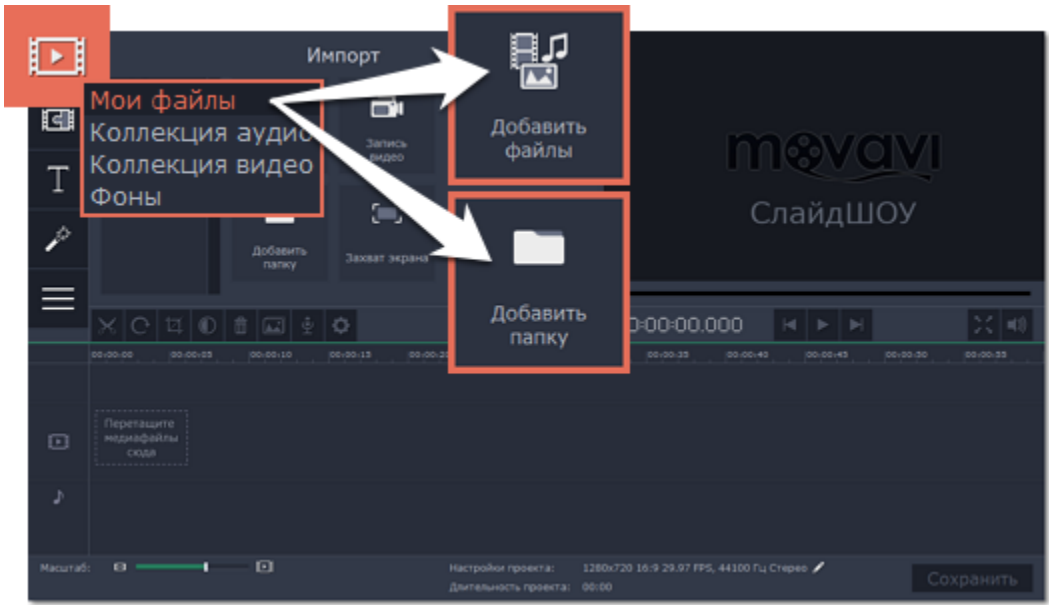 Импорт
Мои файлы
Коллекция аудио
Коллекция видео
Фоны
Запись
видео
Добавить
папку
Захват экрана
Добавить
файлы
Добавить
папку
movavi
СлайдШОУ
0:00:00.000
00:00:00 00:00:05 00:00:10 00:00:15 00:00:20 00:00:35 00:00:40 00:00:45 00:00:50 00:00:55
Перетащите
медиафайлы
сюда
Масштаб:
Настройки проекта: 1280x720 16:9 29.97 FPS, 44100 Гц Стерео
Длительность проекта: 00:00
Сохранить